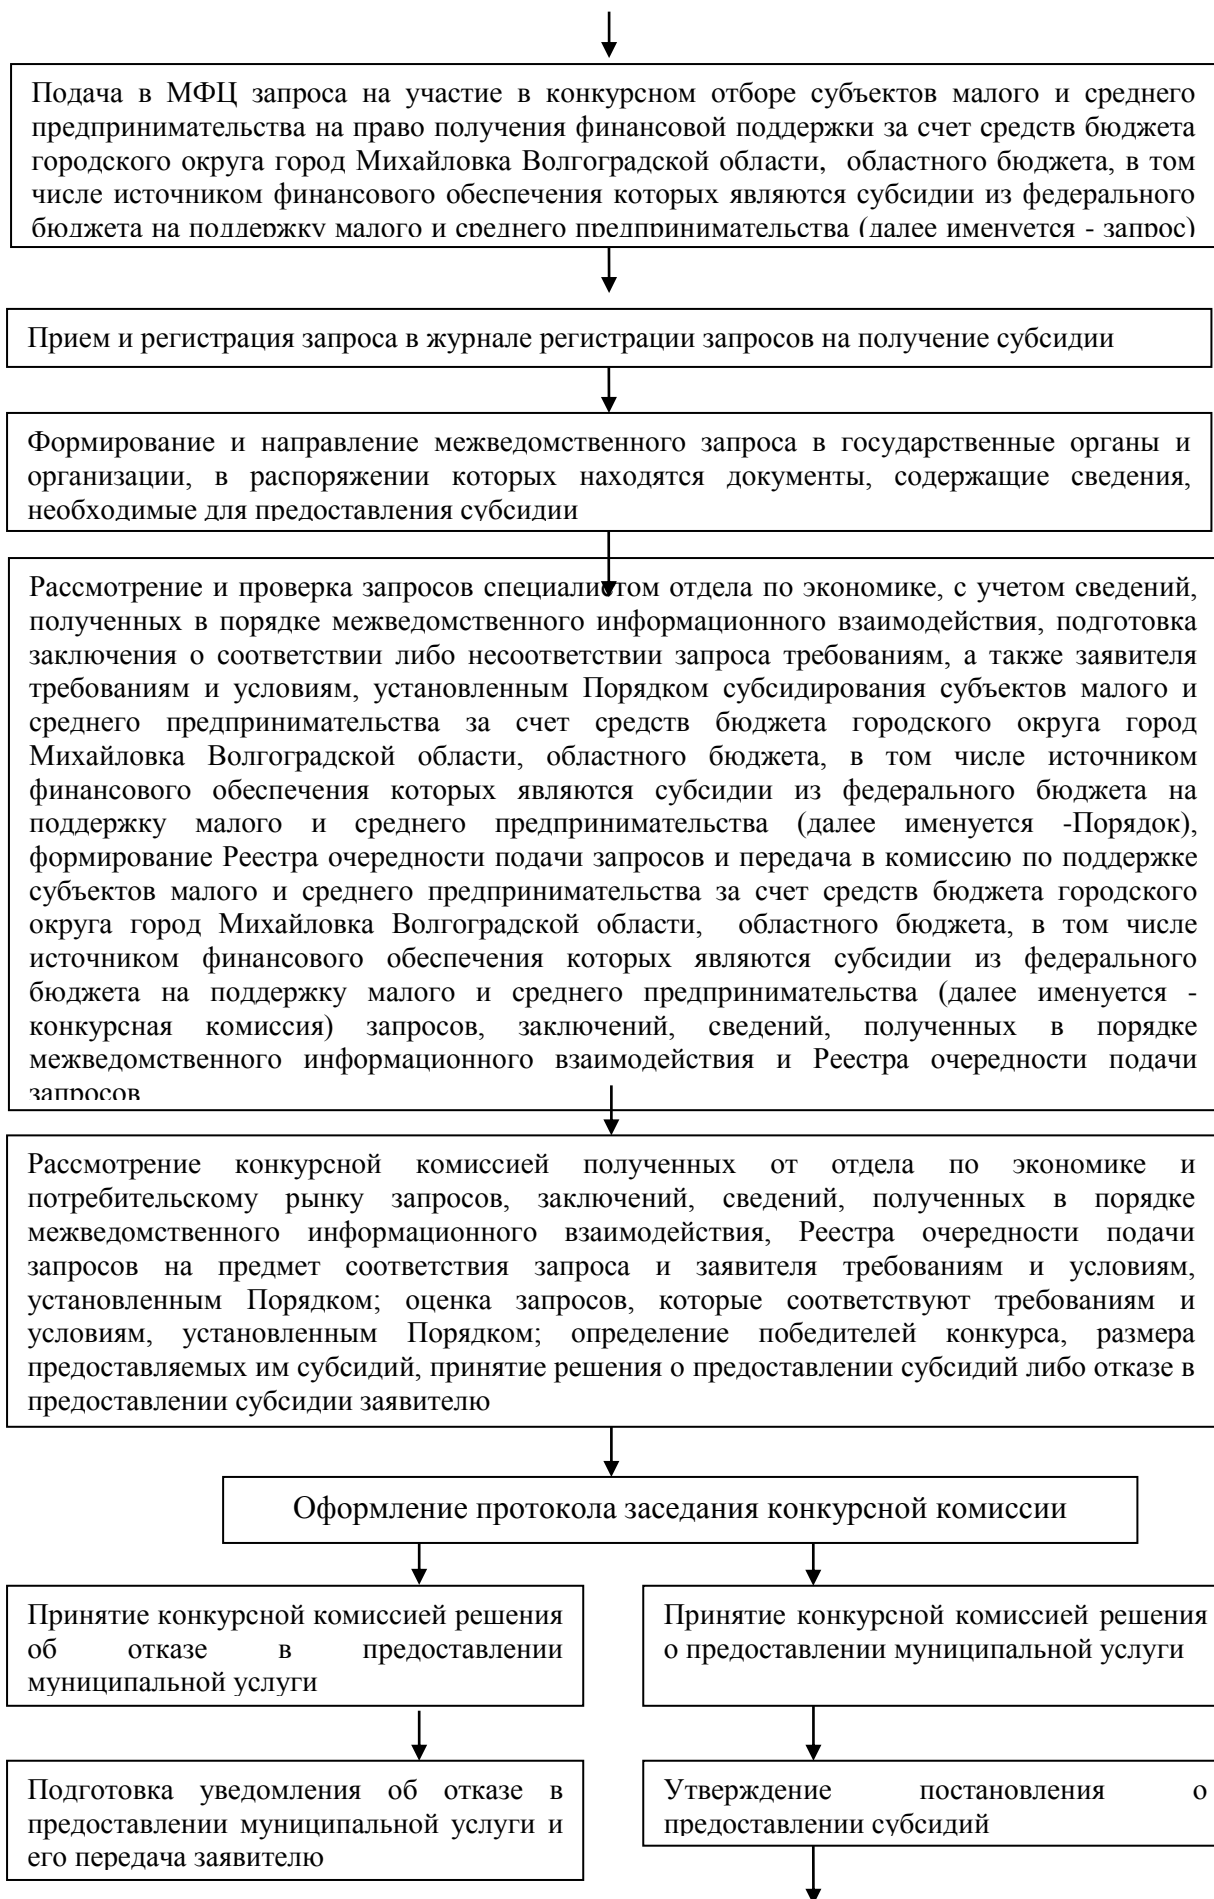 Подача в МФЦ запроса на участие в конкурсном отборе субъектов малого и среднего
предпринимательства на право получения финансовой поддержки за счет средств бюджета
городского округа город Михайловка Волгоградской области, областного бюджета, в том
числе источником финансового обеспечения которых являются субсидии из федерального
бюджета на поддержку малого и среднего предпринимательства (далее именуется - запрос)
Прием и регистрация запроса в журнале регистрации запросов на получение субсидии
Формирование и направление межведомственного запроса в государственные органы и
организации, в распоряжении которых находятся документы, содержащие сведения,
необходимые для предоставления субсидии
Рассмотрение и проверка запросов специалистом отдела по экономике, с учетом сведений,
полученных в порядке межведомственного информационного взаимодействия, подготовка
заключения о соответствии либо несоответствии запроса требованиям, а также заявителя
требованиям и условиям, установленным Порядком субсидирования субъектов малого и
среднего предпринимательства за счет средств бюджета городского округа город
Михайловка Волгоградской области, областного бюджета, в том числе источником
финансового обеспечения которых являются субсидии из федерального бюджета на
поддержку малого и среднего предпринимательства (далее именуется -Порядок),
формирование Реестра очередности подачи запросов и передача в комиссию по поддержке
субъектов малого и среднего предпринимательства за счет средств бюджета городского
округа город Михайловка Волгоградской области, областного бюджета, в том числе
источником финансового обеспечения которых являются субсидии из федерального
бюджета на поддержку малого и среднего предпринимательства (далее именуется -
конкурсная комиссия) запросов, заключений, сведений, полученных в порядке
межведомственного информационного взаимодействия и Реестра очередности подачи
запросов
Рассмотрение конкурсной комиссией полученных от отдела по экономике и
потребительскому рынку запросов, заключений, сведений, полученных в порядке
межведомственного информационного взаимодействия, Реестра очередности подачи
запросов на предмет соответствия запроса и заявителя требованиям и условиям,
установленным Порядком; оценка запросов, которые соответствуют требованиям и
условиям, установленным Порядком; определение победителей конкурса, размера
предоставляемых им субсидий, принятие решения о предоставлении субсидий либо отказе в
предоставлении субсидии заявителю
Оформление протокола заседания конкурсной комиссии
Принятие конкурсной комиссией решения
об отказе в предоставлении
муниципальной услуги
Принятие конкурсной комиссией решения
о предоставлении муниципальной услуги
Подготовка уведомления об отказе в
предоставлении муниципальной услуги и
его передача заявителю
Утверждение постановления о
предоставлении субсидий